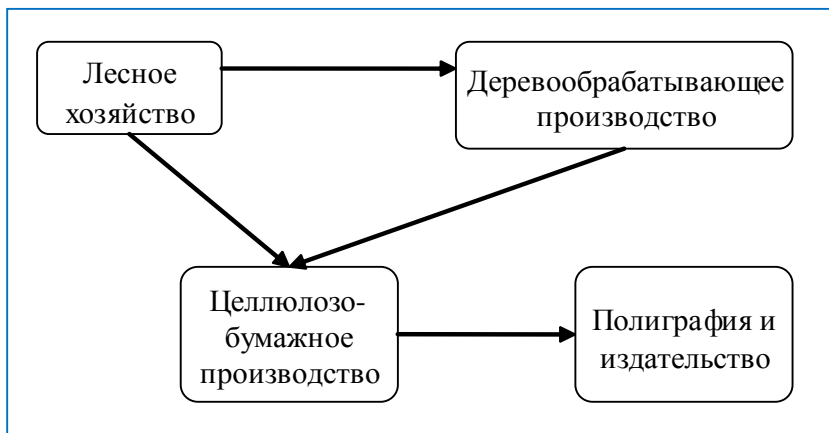 Лесное
хозяйство
Деревообрабатывающее
производство
Целлюлозо-
бумажное
производство
Полиграфия и
издательство